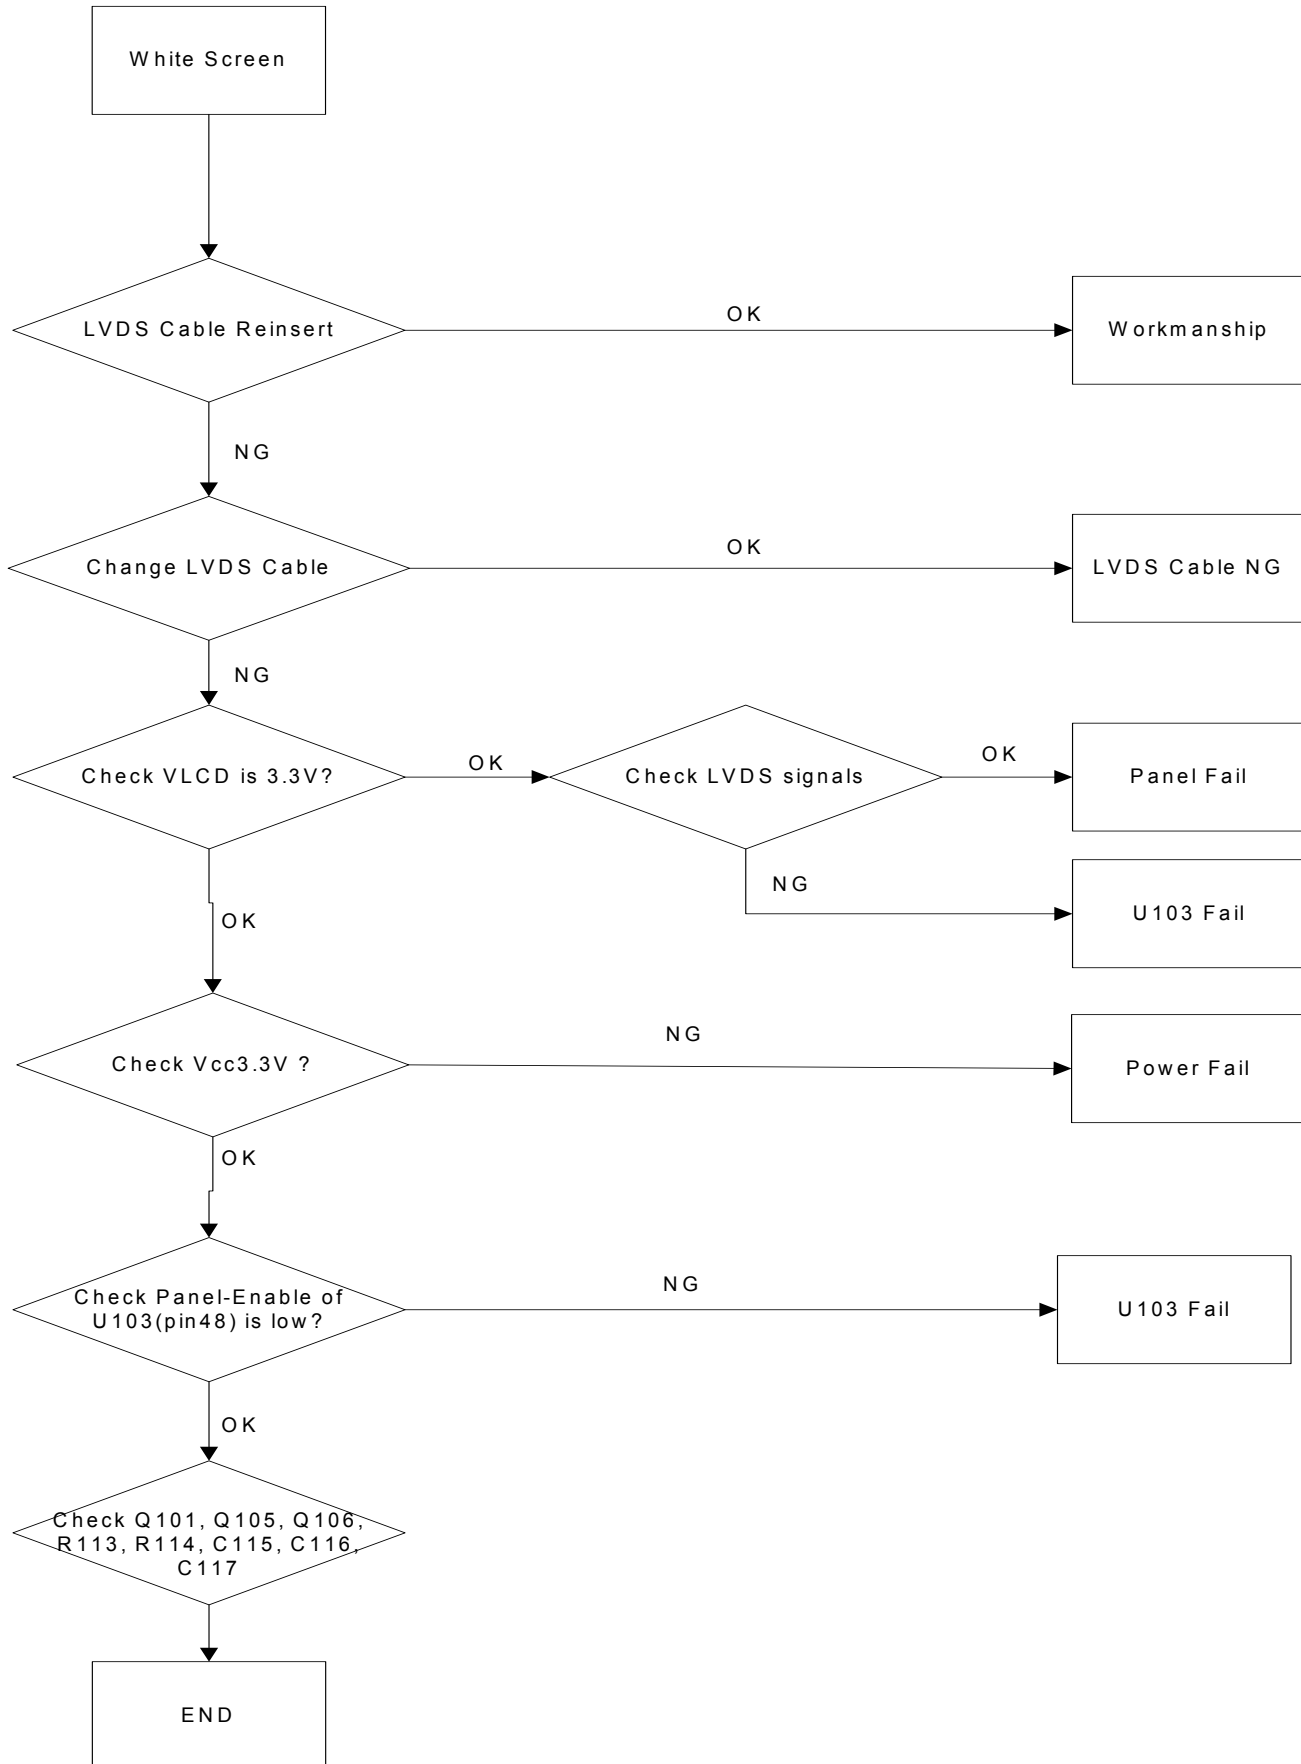 White Screen
LVDS Cable Reinsert
OK
Workmanship
NG
Change LVDS Cable
OK
LVDS Cable NG
NG
Check VLCD is 3.3V?
OK
Check LVDS signals
OK
Panel Fail
NG
U103 Fail
OK
Check Vcc3.3V ?
NG
Power Fail
OK
Check Panel-Enable of
U103(pin48) is low?
NG
U103 Fail
OK
Check Q101, Q105, Q106,
R113, R114, C115, C116,
C117
END